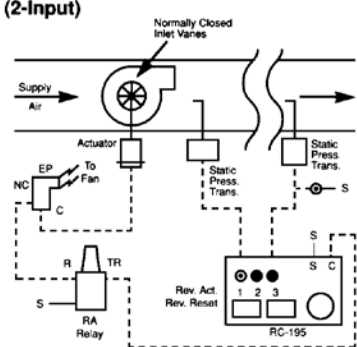 (2-Input)
Normally Closed
Inlet Vanes
Supply
Air
Actuator
Static
Press.
Trans.
Static
Press.
Trans.
S
EP
To
Fan
NC
C
R
TR
S
RA
Relay
S
S C
1 2 3
Rev. Act.
Rev. Reset
RC-195